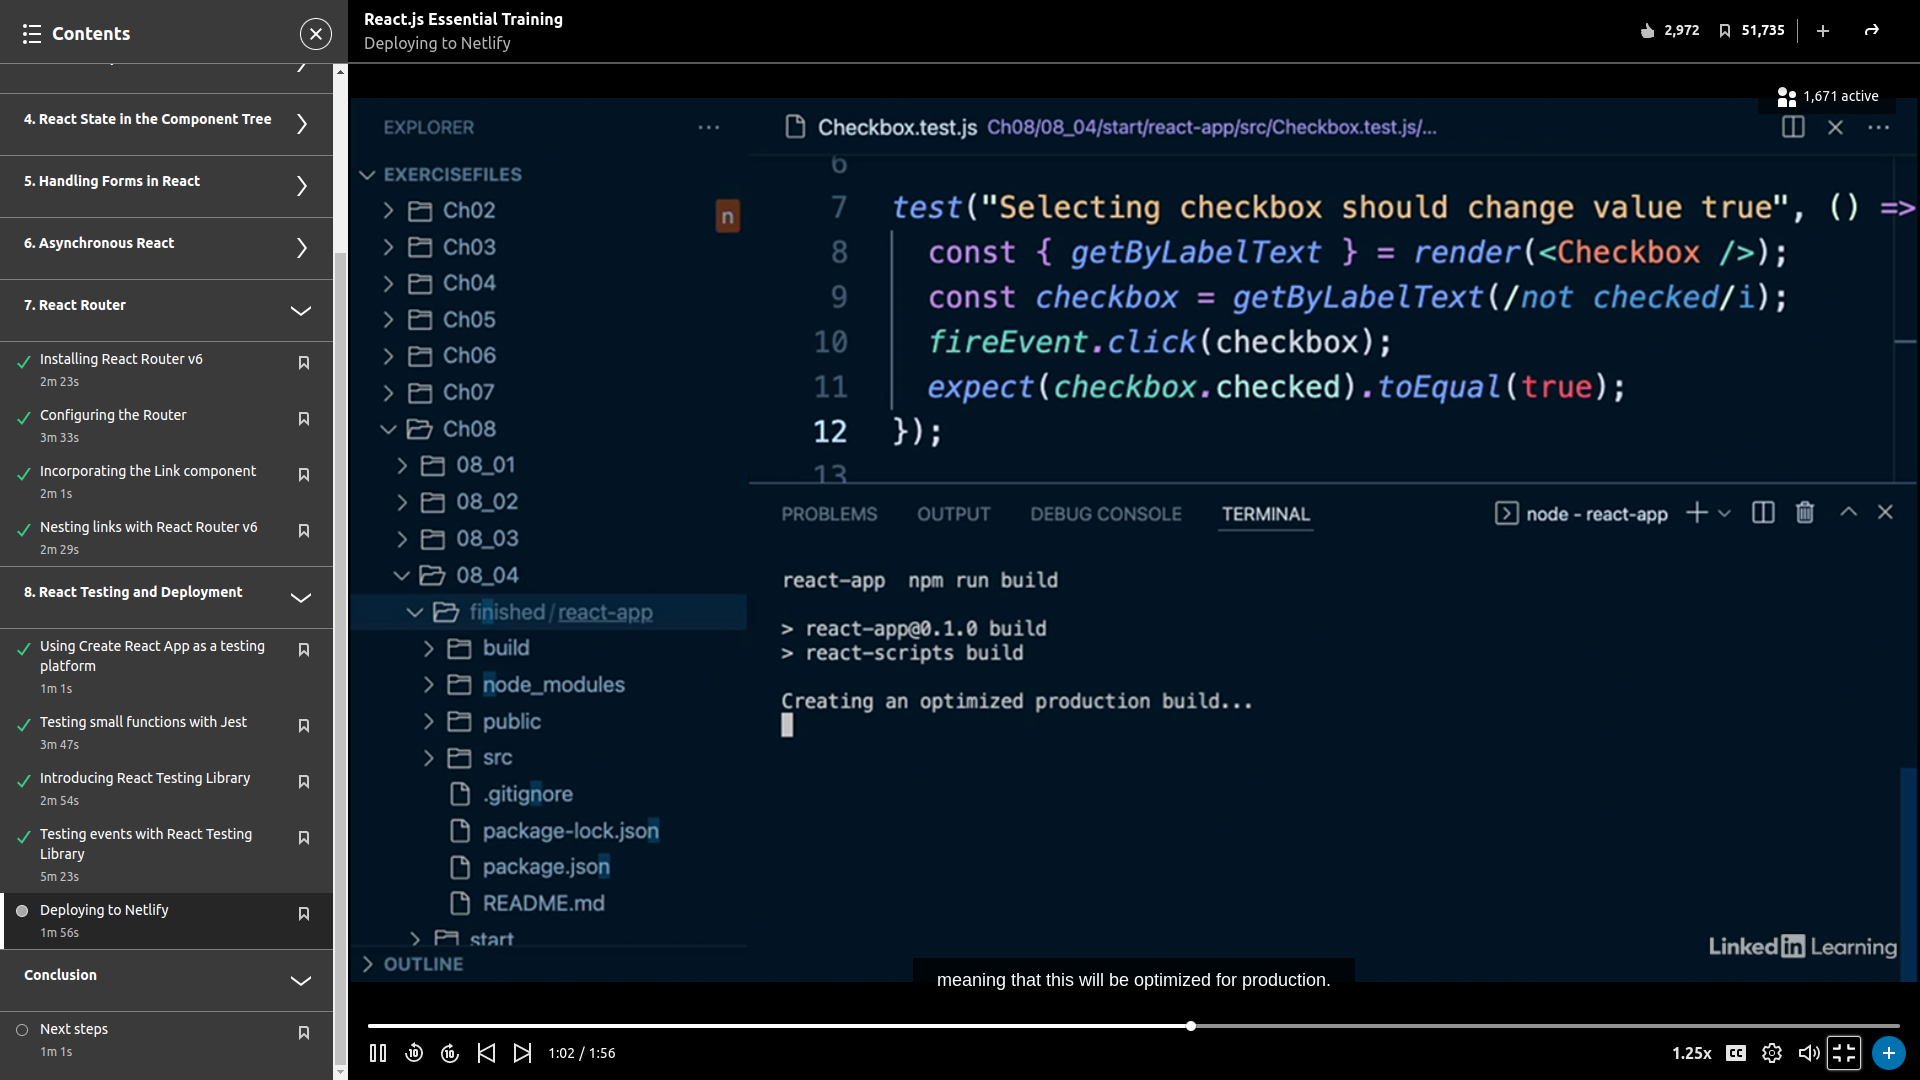 Contents
React.js Essential Training
Deploying to Netlify
2,972
51,735
1,671 active
4. React State in the Component Tree
5. Handling Forms in React
6. Asynchronous React
7. React Router
Installing React Router v6
2m 23s
Configuring the Router
3m 33s
Incorporating the Link component
2m 1s
Nesting links with React Router v6
2m 29s
8. React Testing and Deployment
Using Create React App as a testing
platform
1m 1s
Testing small functions with Jest
3m 47s
Introducing React Testing Library
2m 54s
Testing events with React Testing
Library
5m 23s
Deploying to Netlify
1m 56s
Conclusion
Next steps
1m 1s
EXPLORER
EXERCISEFILES
Ch02
n
Ch03
Ch04
Ch05
Ch06
Ch07
Ch08
08_01
08_02
08_03
08_04
finished / react-app
build
node_modules
public
src
.gitignore
package-lock.json
package.json
README.md
start
OUTLINE
Checkbox.test.js Ch08/08_04/start/react-app/src/Checkbox.test.js/...
6
7 test("Selecting checkbox should change value true", () =>
8 const { getByLabelText } = render(<Checkbox />);
9 const checkbox = getByLabelText(/not checked/i);
10 fireEvent.click(checkbox);
11 expect(checkbox.checked).toEqual(true);
12 });
13
PROBLEMS OUTPUT DEBUG CONSOLE TERMINAL node - react-app
react-app npm run build
> react-app@0.1.0 build
> react-scripts build
Creating an optimized production build...
LinkedIn Learning
meaning that this will be optimized for production.
10 10 1:02 / 1:56 1.25x CC